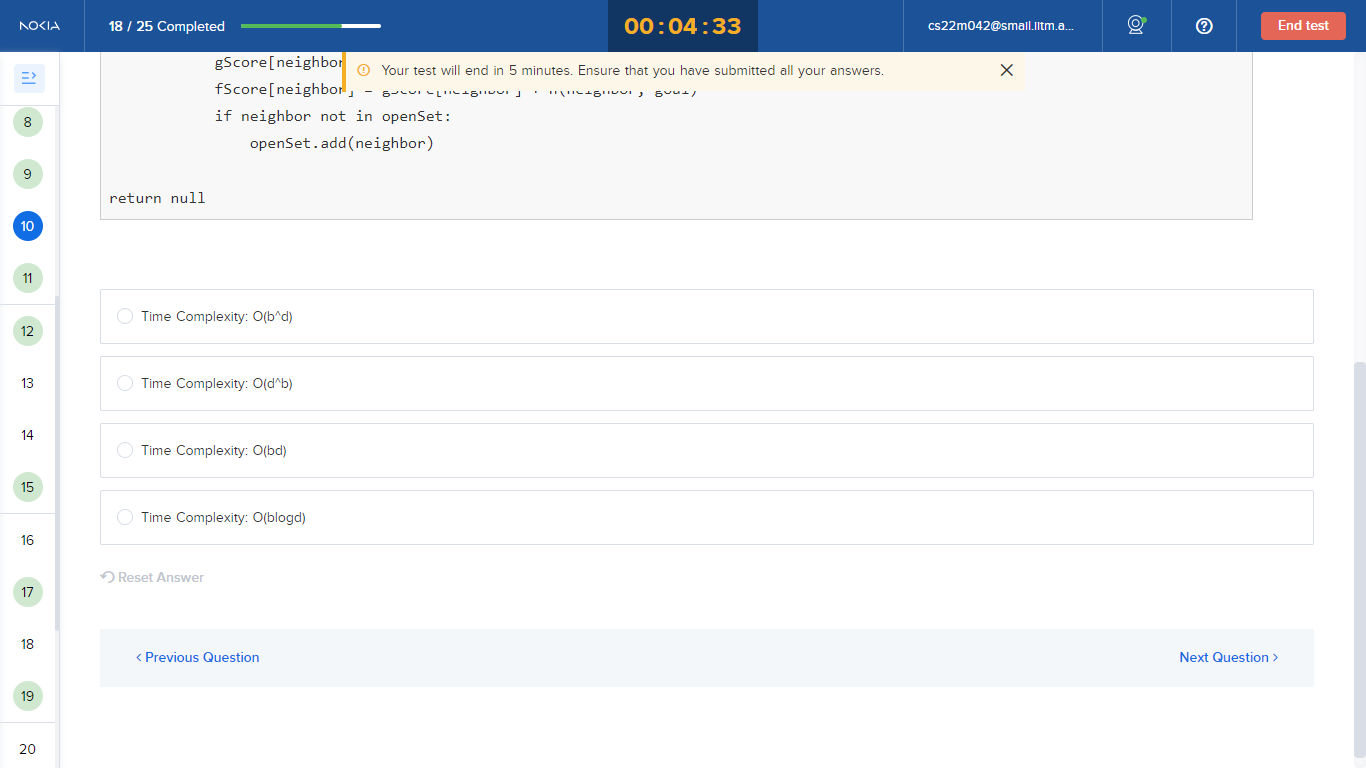 NOKIA
18 / 25 Completed
00:04:33
cs22m042@smail.iitm.a...
End test
Your test will end in 5 minutes. Ensure that you have submitted all your answers.
gScore[neighbor
fScore[neighbor] = gScore[neighbor] + h(neighbor, goal)
if neighbor not in openSet:
openSet.add(neighbor)
return null
8
9
10
11
12
13
14
15
16
17
18
19
20
Time Complexity: O(b^d)
Time Complexity: O(d^b)
Time Complexity: O(bd)
Time Complexity: O(blogd)
Reset Answer
< Previous Question
Next Question >